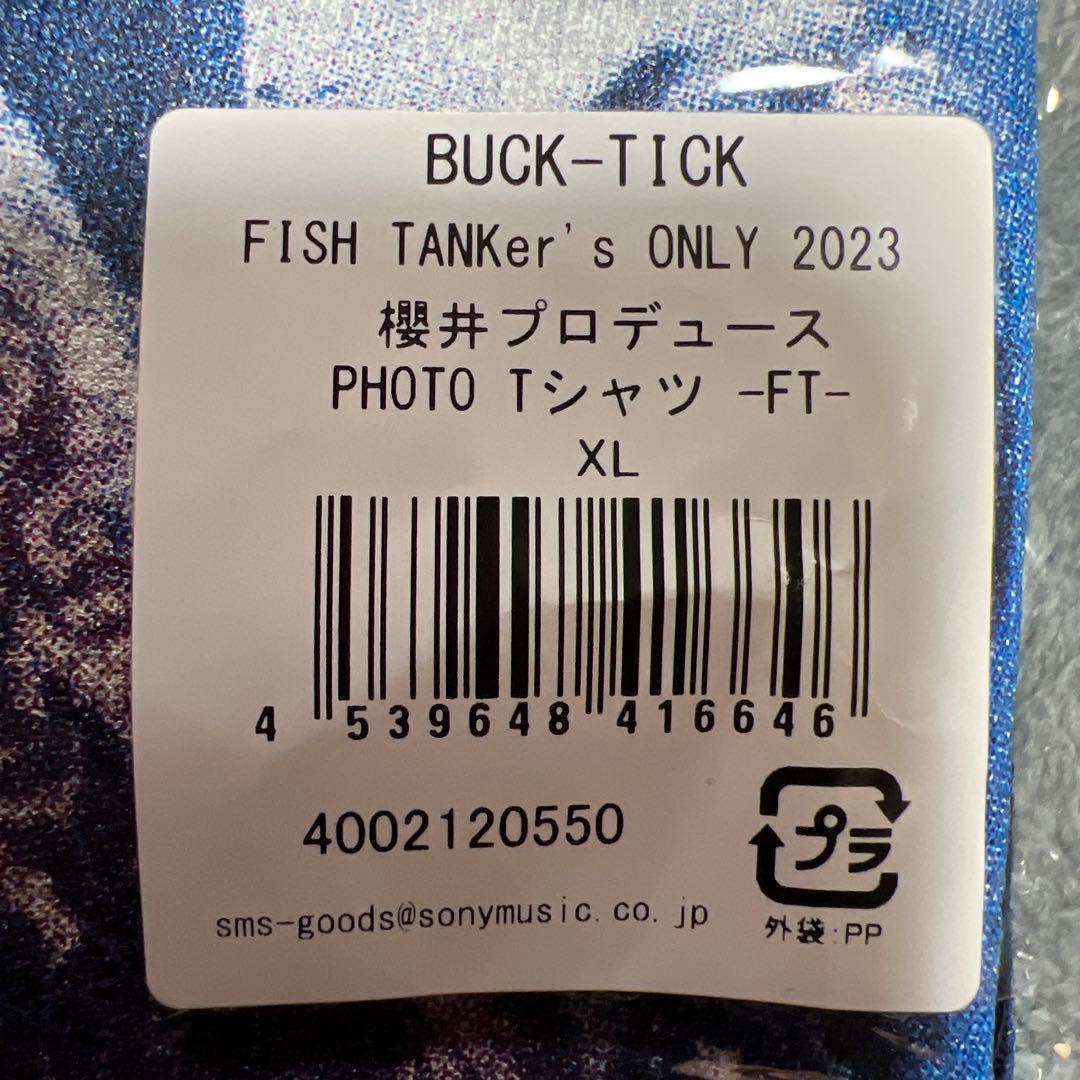 BUCK-TICK
FISH TANKer's ONLY 2023
櫻井プロデュース
PHOTO Tシャツ -FT-
XL
4 539648 416646
4002120550
プラ
sms-goods@sonymusic.co.jp
外袋:PP